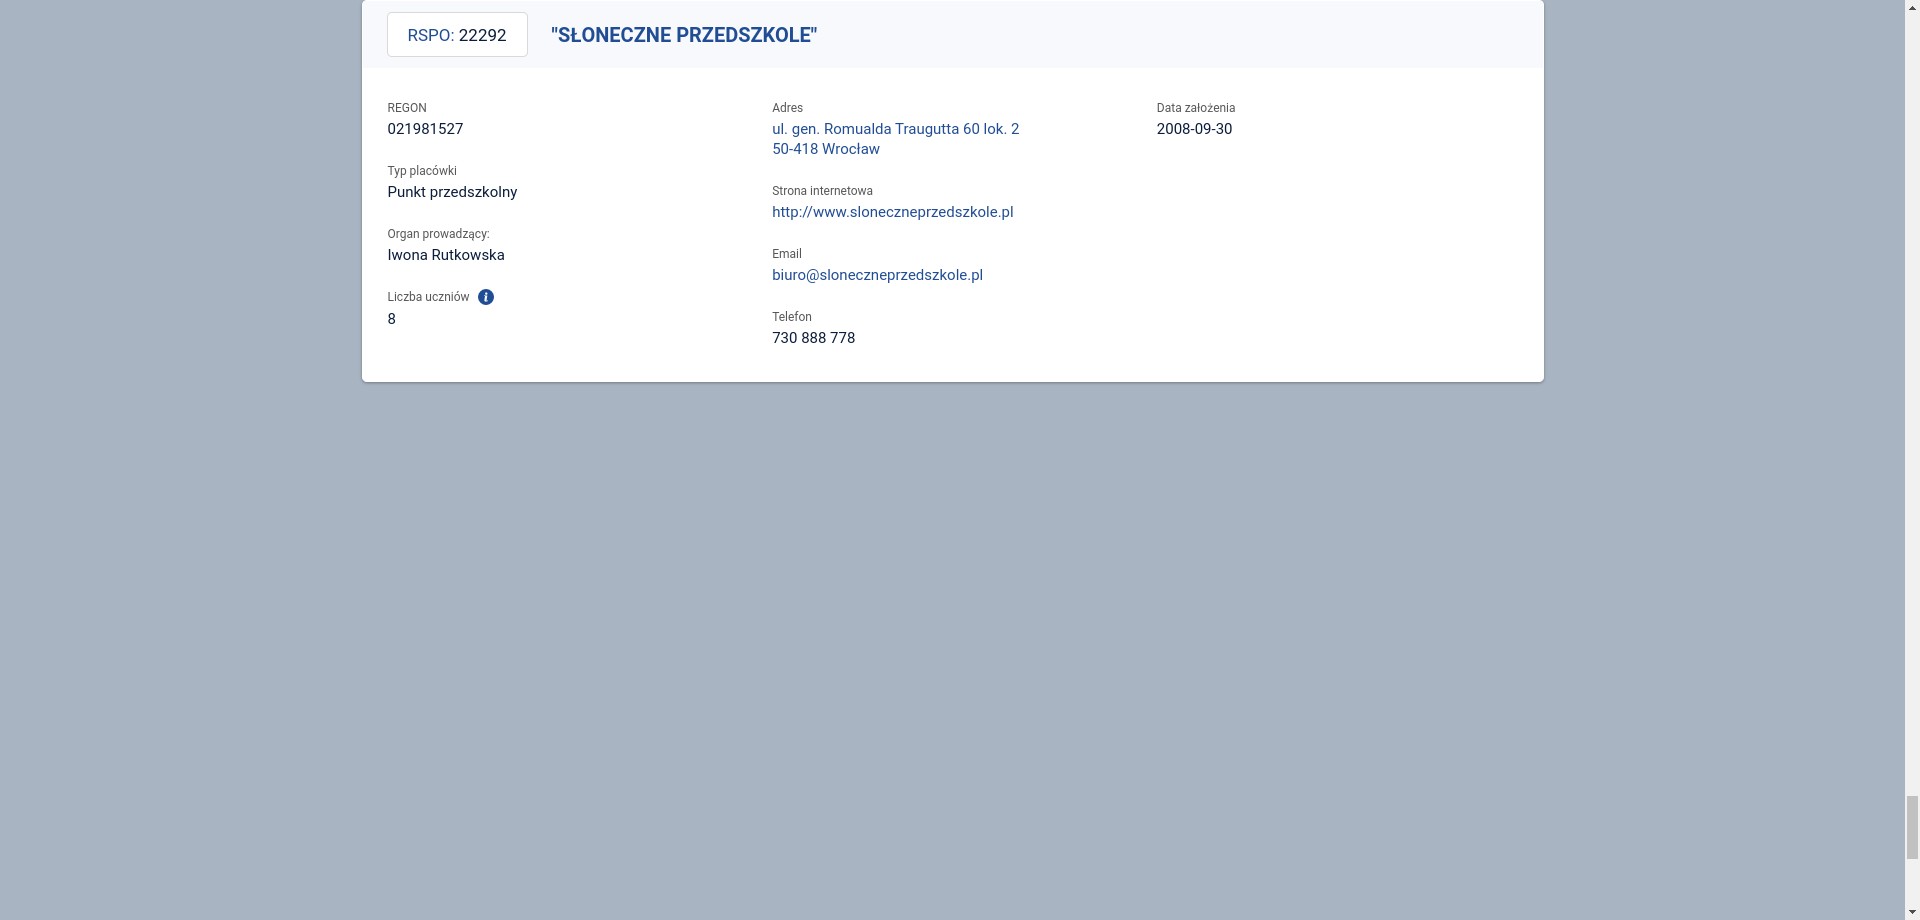 RSPO: 22292
"SŁONECZNE PRZEDSZKOLE"
REGON
021981527
Typ placówki
Punkt przedszkolny
Organ prowadzący:
Iwona Rutkowska
Liczba uczniów
8
Adres
ul. gen. Romualda Traugutta 60 lok. 2
50-418 Wrocław
Strona internetowa
http://www.sloneczneprzedszkole.pl
Email
biuro@sloneczneprzedszkole.pl
Telefon
730 888 778
Data założenia
2008-09-30